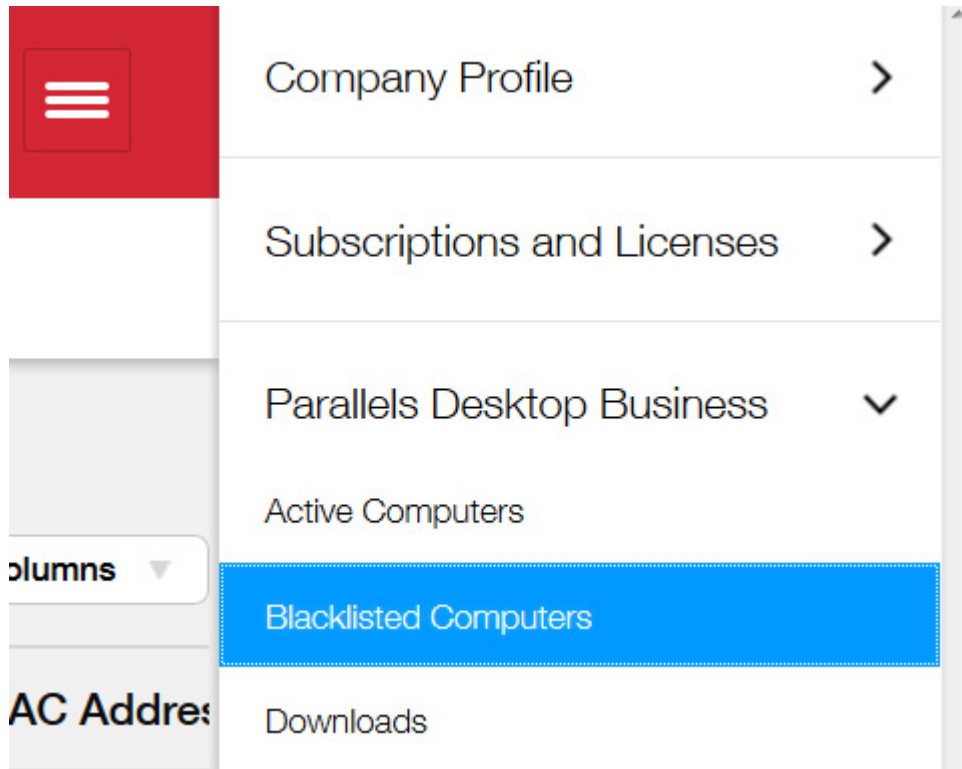 Company Profile
Subscriptions and Licenses
Parallels Desktop Business
Active Computers
olumns
Blacklisted Computers
AC Addres
Downloads